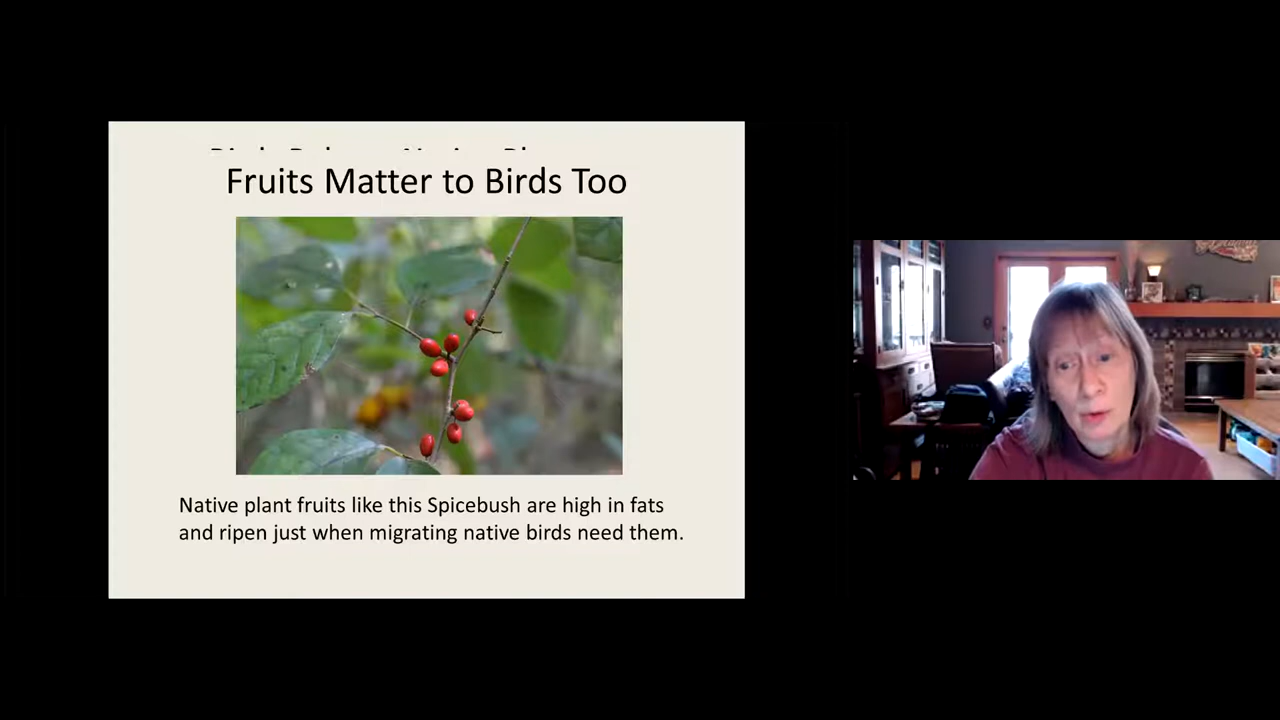 Fruits Matter to Birds Too
Native plant fruits like this Spicebush are high in fats
and ripen just when migrating native birds need them.